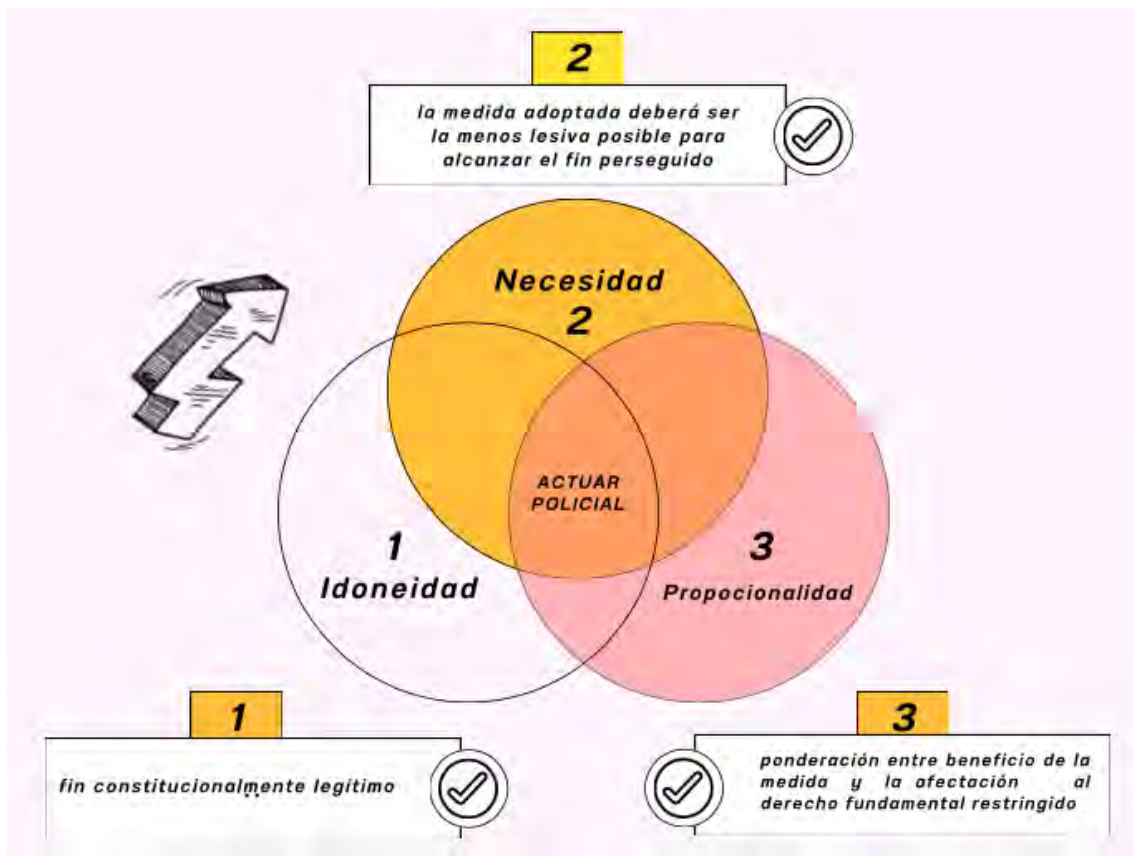 2
la medida adoptada deberá ser
la menos lesiva posible para
alcanzar el fin perseguido
Necesidad
2
ACTUAR
POLICIAL
1
Idoneidad
3
Propocionalidad
1
fin constitucionalmente legítimo
3
ponderación entre beneficio de la
medida y la afectación al
derecho fundamental restringido